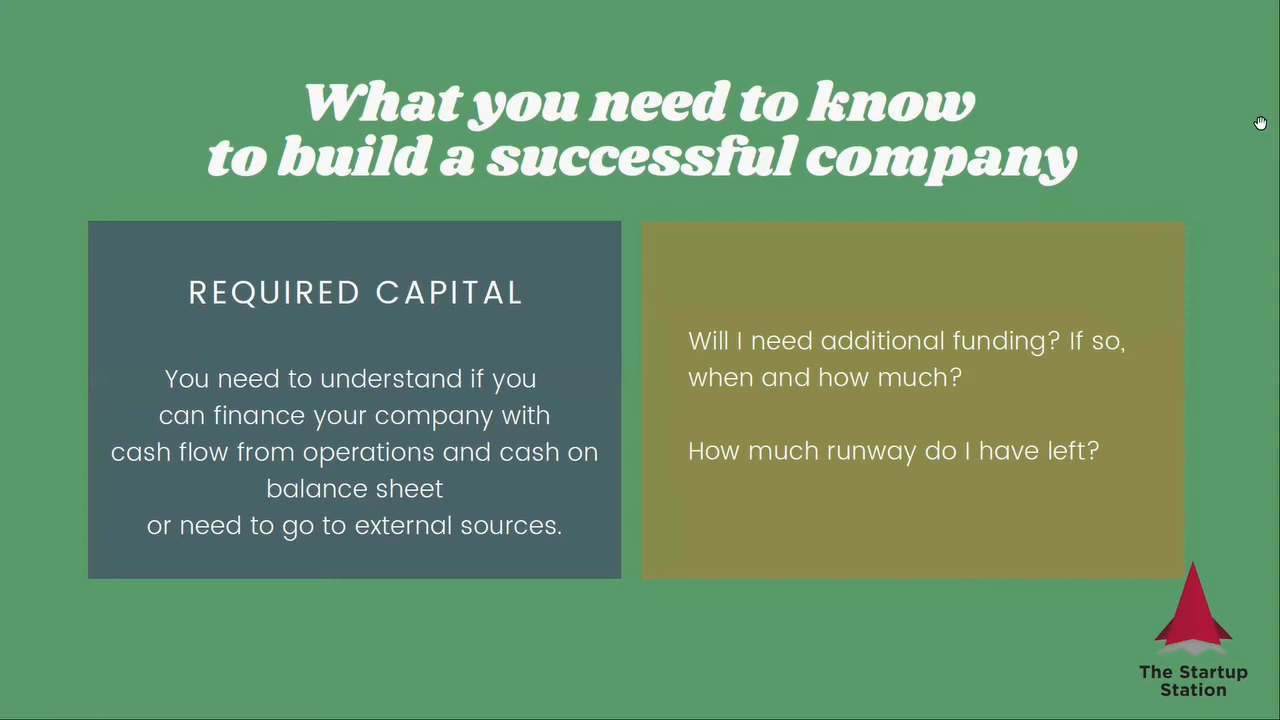 What you need to know
to build a successful company
REQUIRED CAPITAL
You need to understand if you
can finance your company with
cash flow from operations and cash on
balance sheet
or need to go to external sources.
Will I need additional funding? If so,
when and how much?
How much runway do I have left?
The Startup
Station